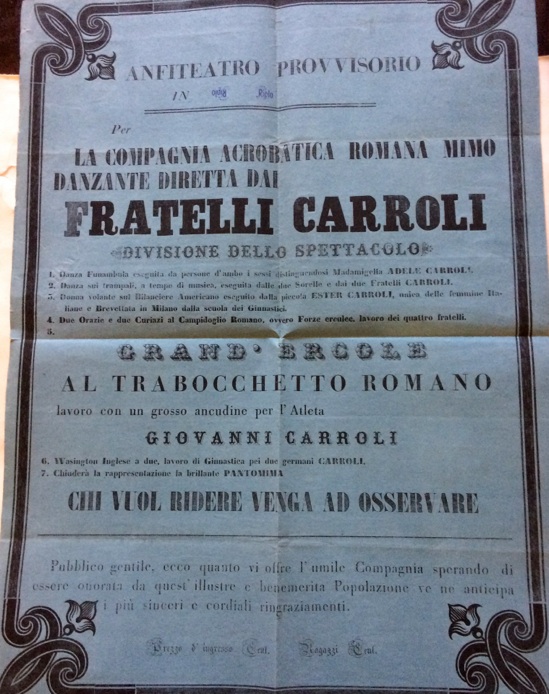 ANFITEATRO PROVVISORIO
IN
Per
LA COMPAGNIA ACROBATICA ROMANA MIMO
DANZANTE DIRETTA DAI
FRATELLI CARROLI
DIVISIONE DELLO SPETTACOLO
1. Danza Funambula eseguita da persone d'ambo i sessi distinguendosi Madamigella ADELE CARROLI.
2. Danza sui trampali, a tempo di musica, eseguita dalle due Sorelle e dai due Fratelli CARROLI.
3. Donna volante sul Bilanciere Americano eseguito dalla piccola ESTER CARROLI, unica delle femmine Ita-
liane e Brevettata in Milano dalla scuola dei Ginnastici.
4. Due Orazie e due Curiazi al Campidoglio Romano, ovvero Forze erculee, lavoro dei quattro fratelli.
5.
GRAND' ERCOLE
AL TRABOCCHETTO ROMANO
lavoro con un grosso ancudine per l'Atleta
GIOVANNI CARROLI
6. Wasington Inglese a due, lavoro di Ginnastica pei due germani CARROLI.
7. Chiuderà la rappresentazione la brillante PANTOMIMA
CHI VUOL RIDERE VENGA AD OSSERVARE
Pubblico gentile, ecco quanto vi offre l'umile Compagnia sperando di
essere onorata da quest'illustre e benemerita Popolazione ve ne anticipa
i più sinceri e cordiali ringraziamenti.
Prezzo d'ingresso Cent. Ragazzi Cent.